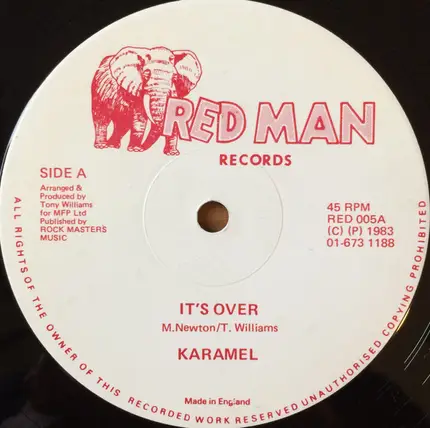 RED MAN
RECORDS
SIDE A
Arranged &
Produced by
Tony Williams
for MFP Ltd
Published by
ROCK MASTERS
MUSIC
45 RPM
RED 005A
(C) (P) 1983
01-673 1188
IT'S OVER
M.Newton/T. Williams
KARAMEL
Made in England
ALL RIGHTS OF THE OWNER OF THIS RECORDED WORK RESERVED UNAUTHORISED COPYING PROHIBITED